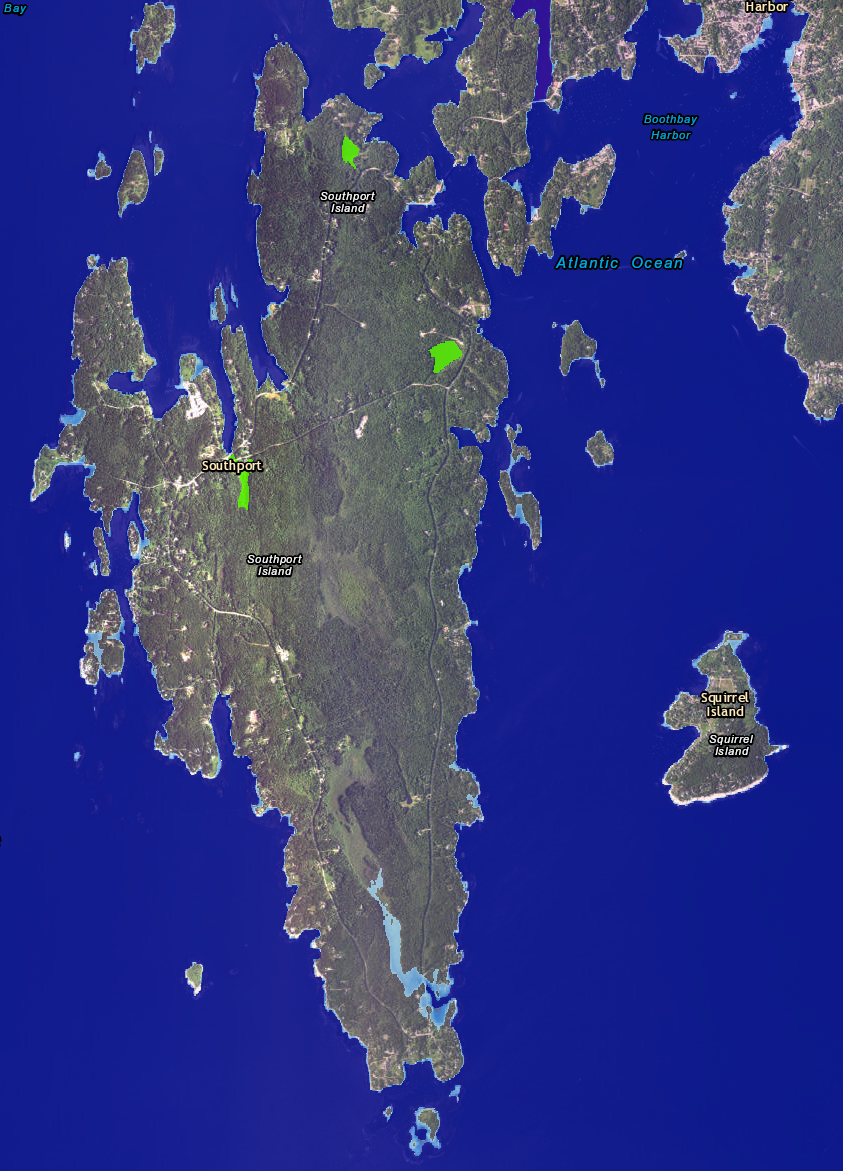 Bay
Harbor
Boothbay
Harbor
Southport
Island
Atlantic Ocean
Southport
Southport
Island
Squirrel
Island
Squirrel
Island